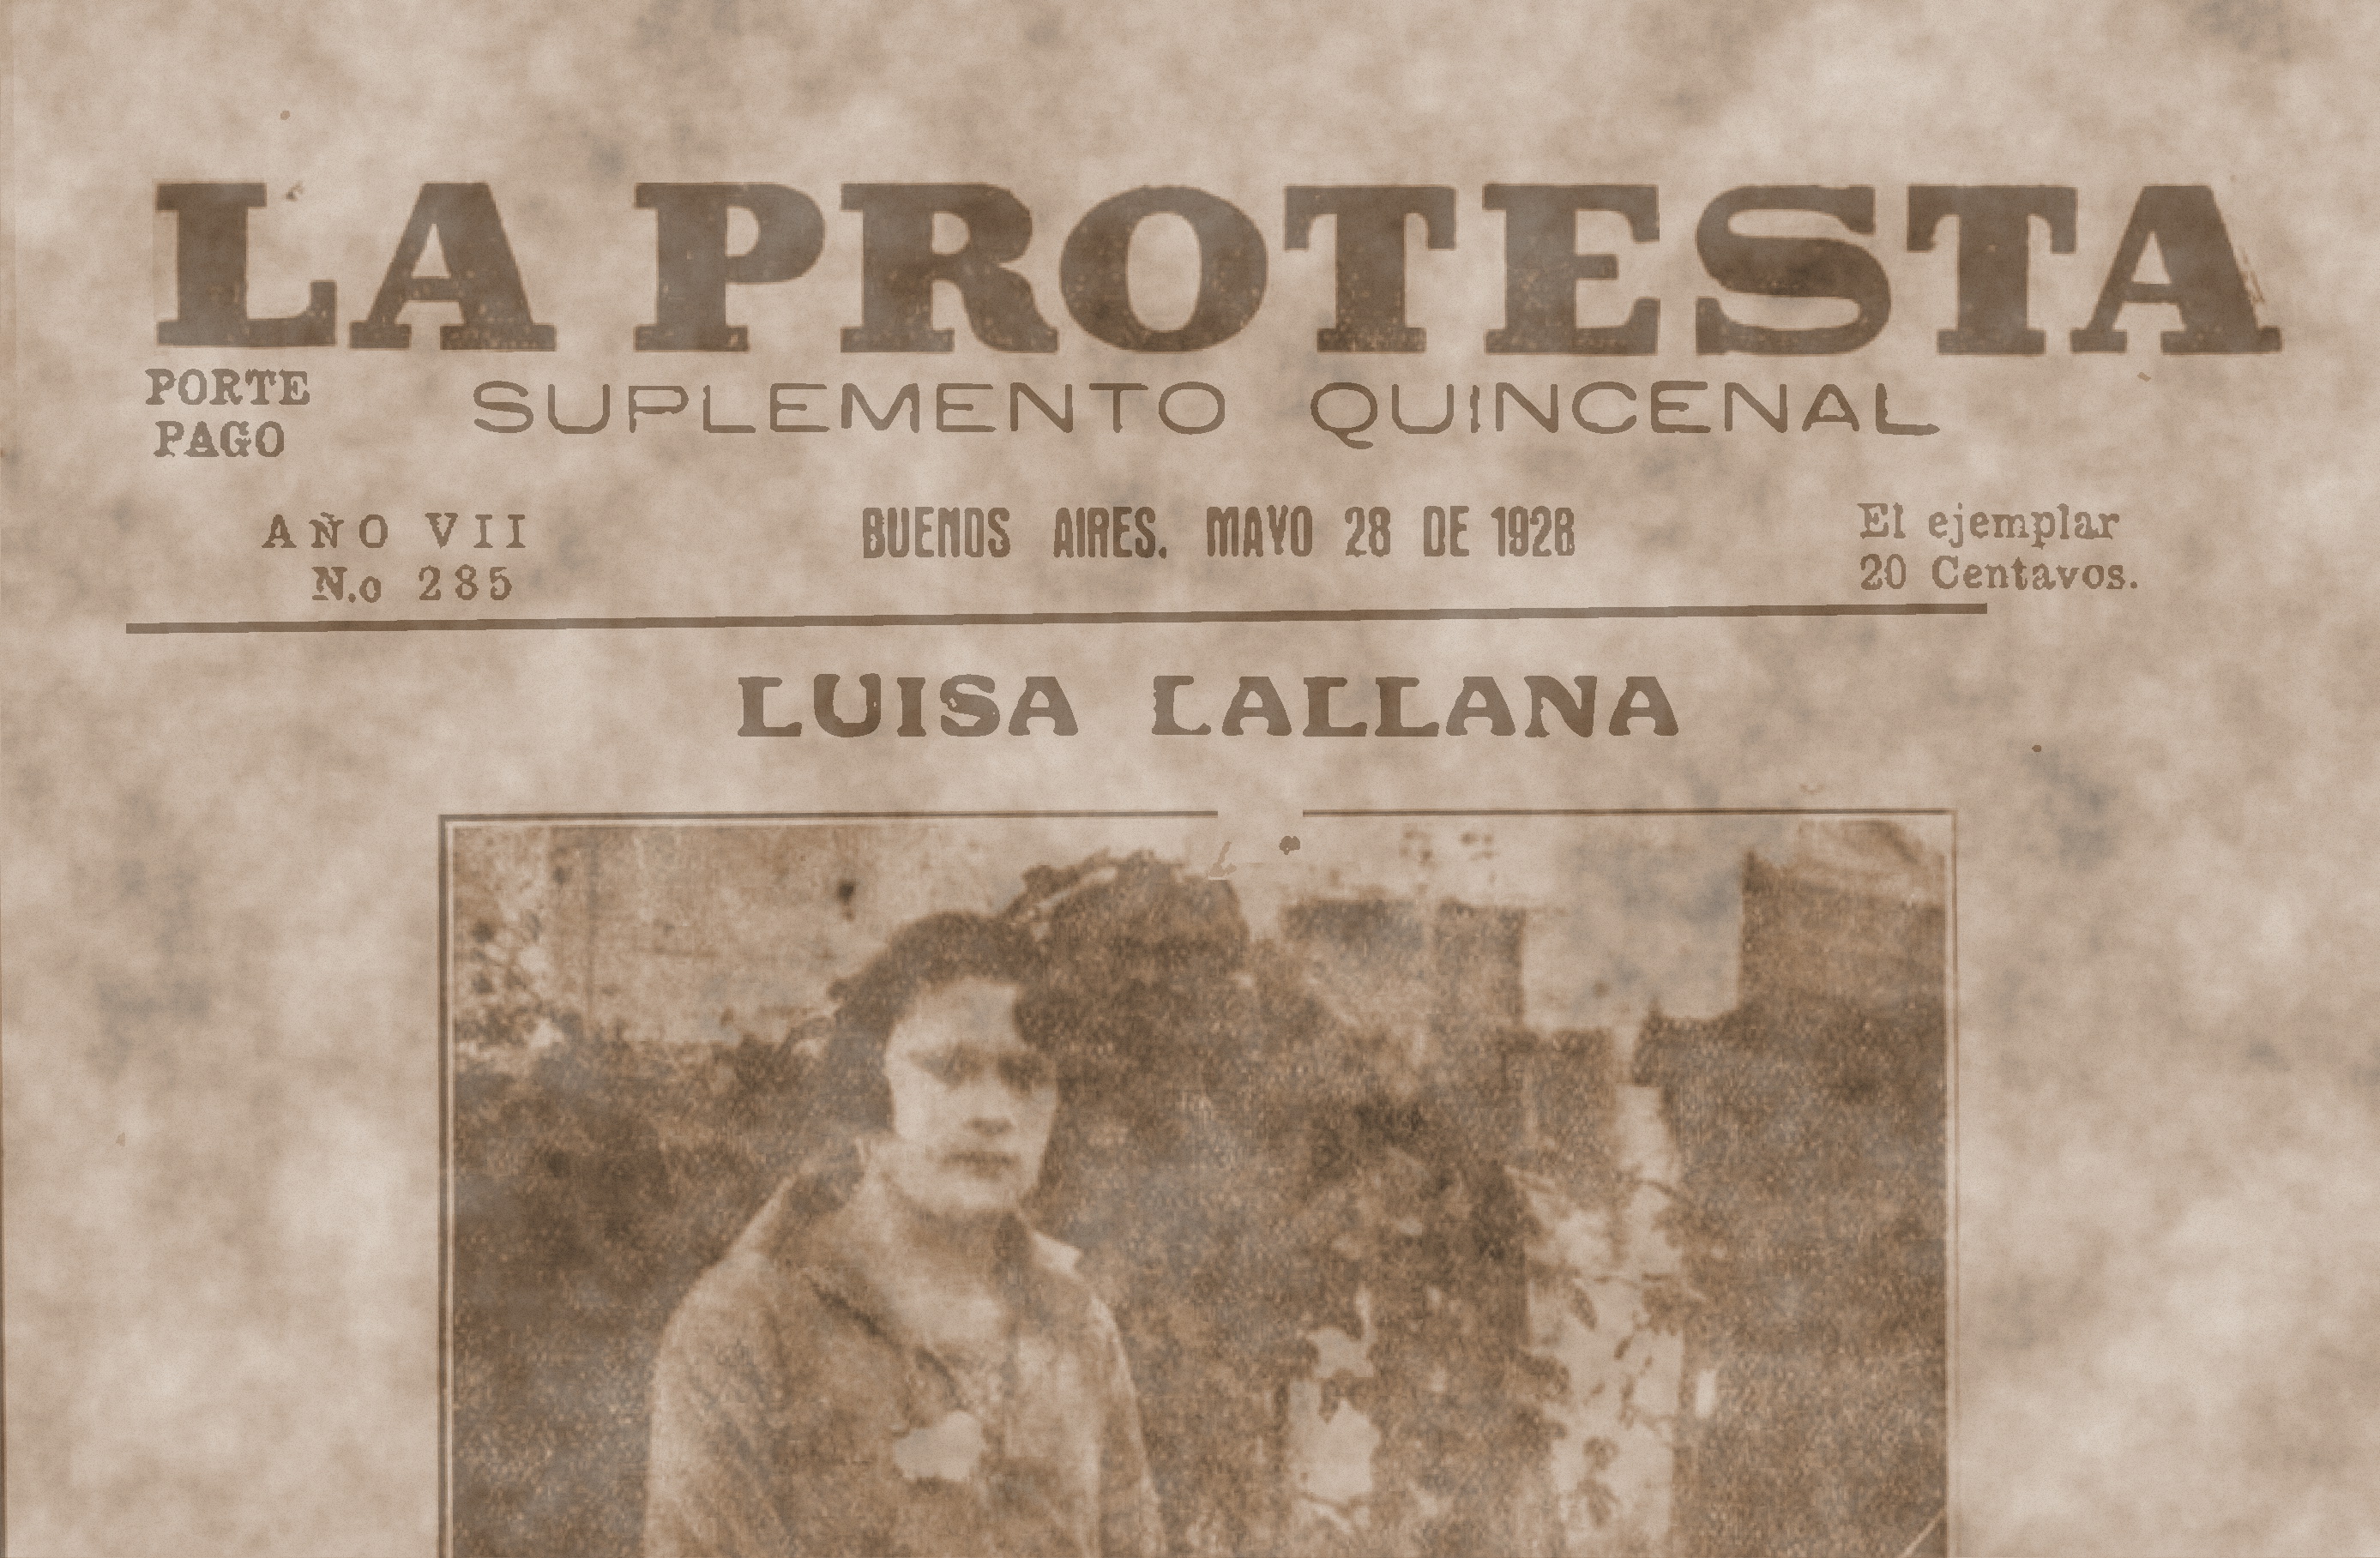 LA PROTESTA
PORTE
PAGO
SUPLEMENTO QUINCENAL
AÑO VII
N.o 285
BUENOS AIRES. MAYO 28 DE 1928
El ejemplar
20 Centavos.
LUISA LALLANA